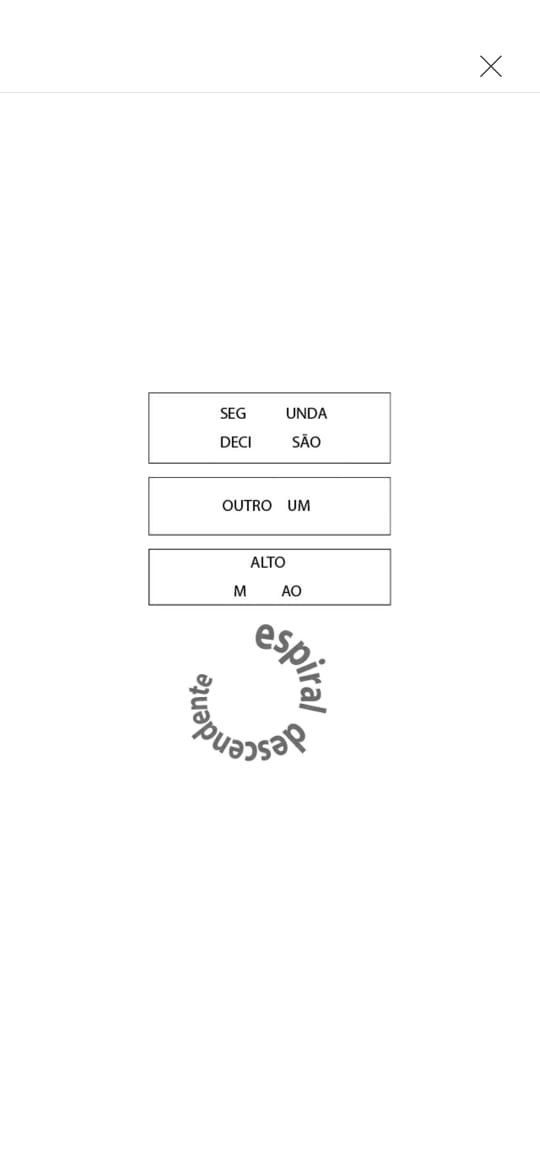 SEG UNDA
DECI SÃO
OUTRO UM
ALTO
M AO
espiral descendente